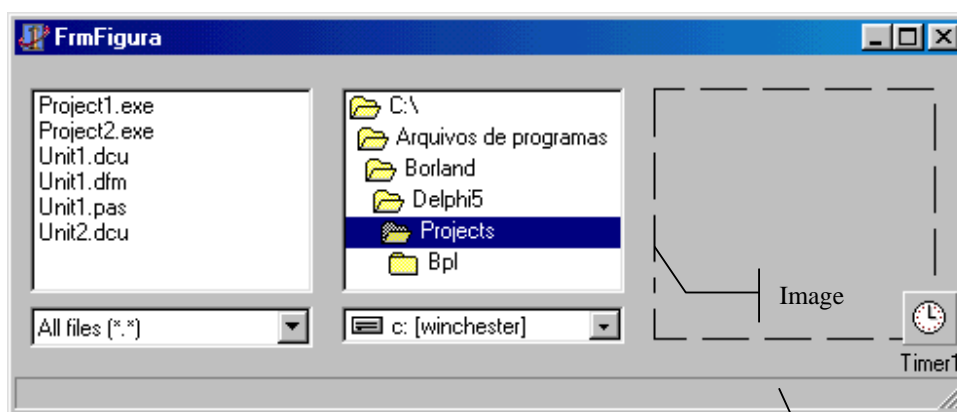 FrmFigura
Project1.exe
Project2.exe
Unit1.dcu
Unit1.dfm
Unit1.pas
Unit2.dcu
All files (*.*)
C:\
Arquivos de programas
Borland
Delphi5
Projects
Bpl
c: [winchester]
Image
Timer1